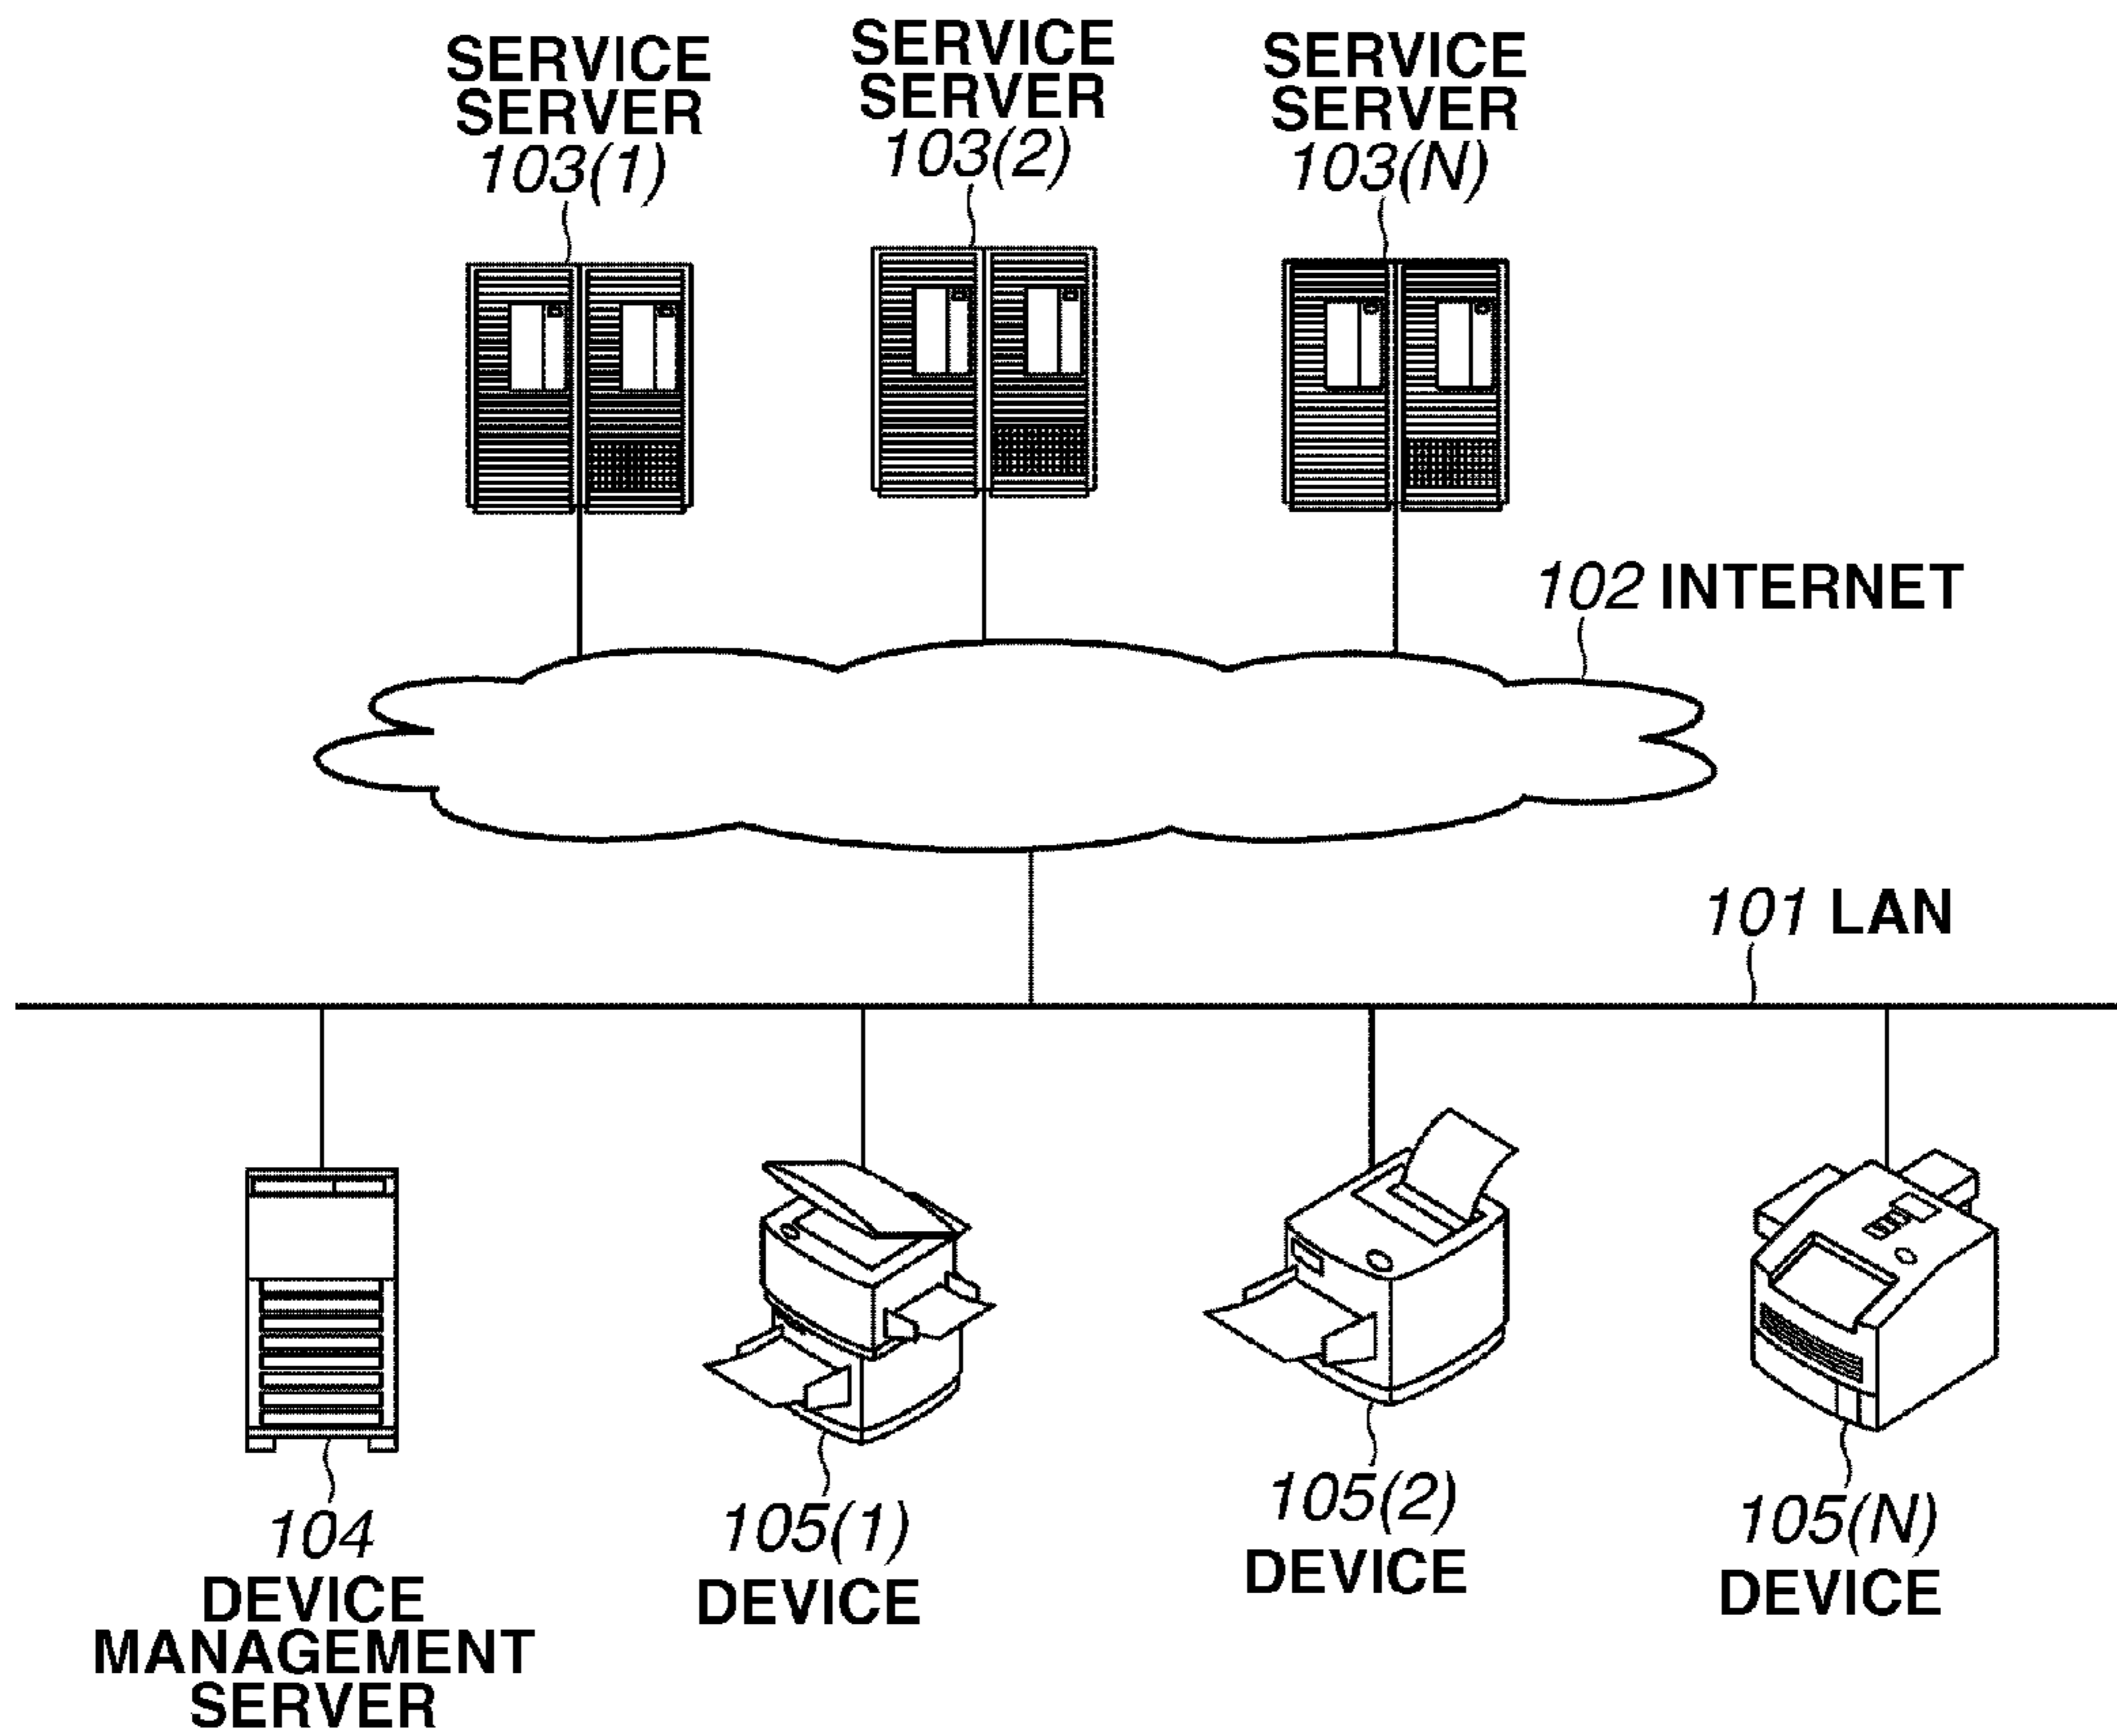 SERVICE
SERVER
103(1)
SERVICE
SERVER
103(2)
SERVICE
SERVER
103(N)
102 INTERNET
101 LAN
104
DEVICE
MANAGEMENT
SERVER
105(1)
DEVICE
105(2)
DEVICE
105(N)
DEVICE